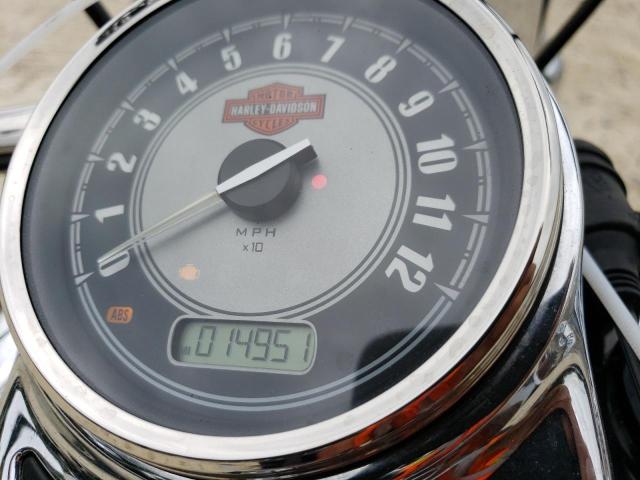 0 1 2 3 4 5 6 7 8 9 10 11 12
MOTOR
HARLEY-DAVIDSON
CYCLES
MPH
x10
ABS
014951